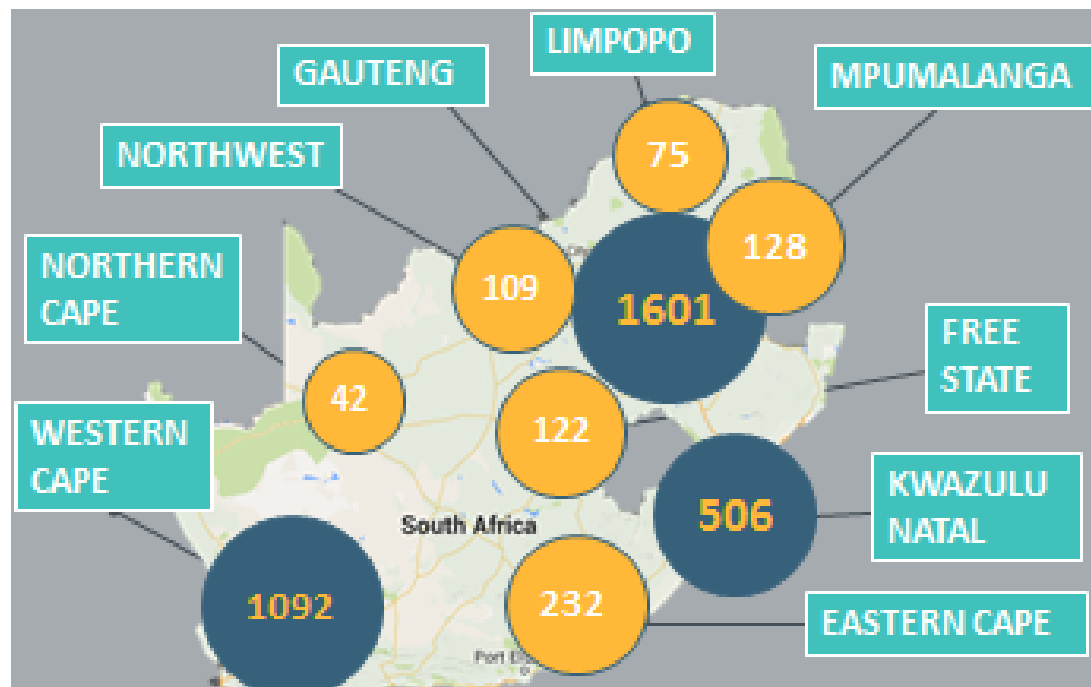 LIMPOPO
GAUTENG
MPUMALANGA
NORTHWEST
75
128
NORTHERN
CAPE
109
1601
FREE
STATE
42
WESTERN
CAPE
122
KWAZULU
NATAL
506
South Africa
1092
232
EASTERN CAPE
Port